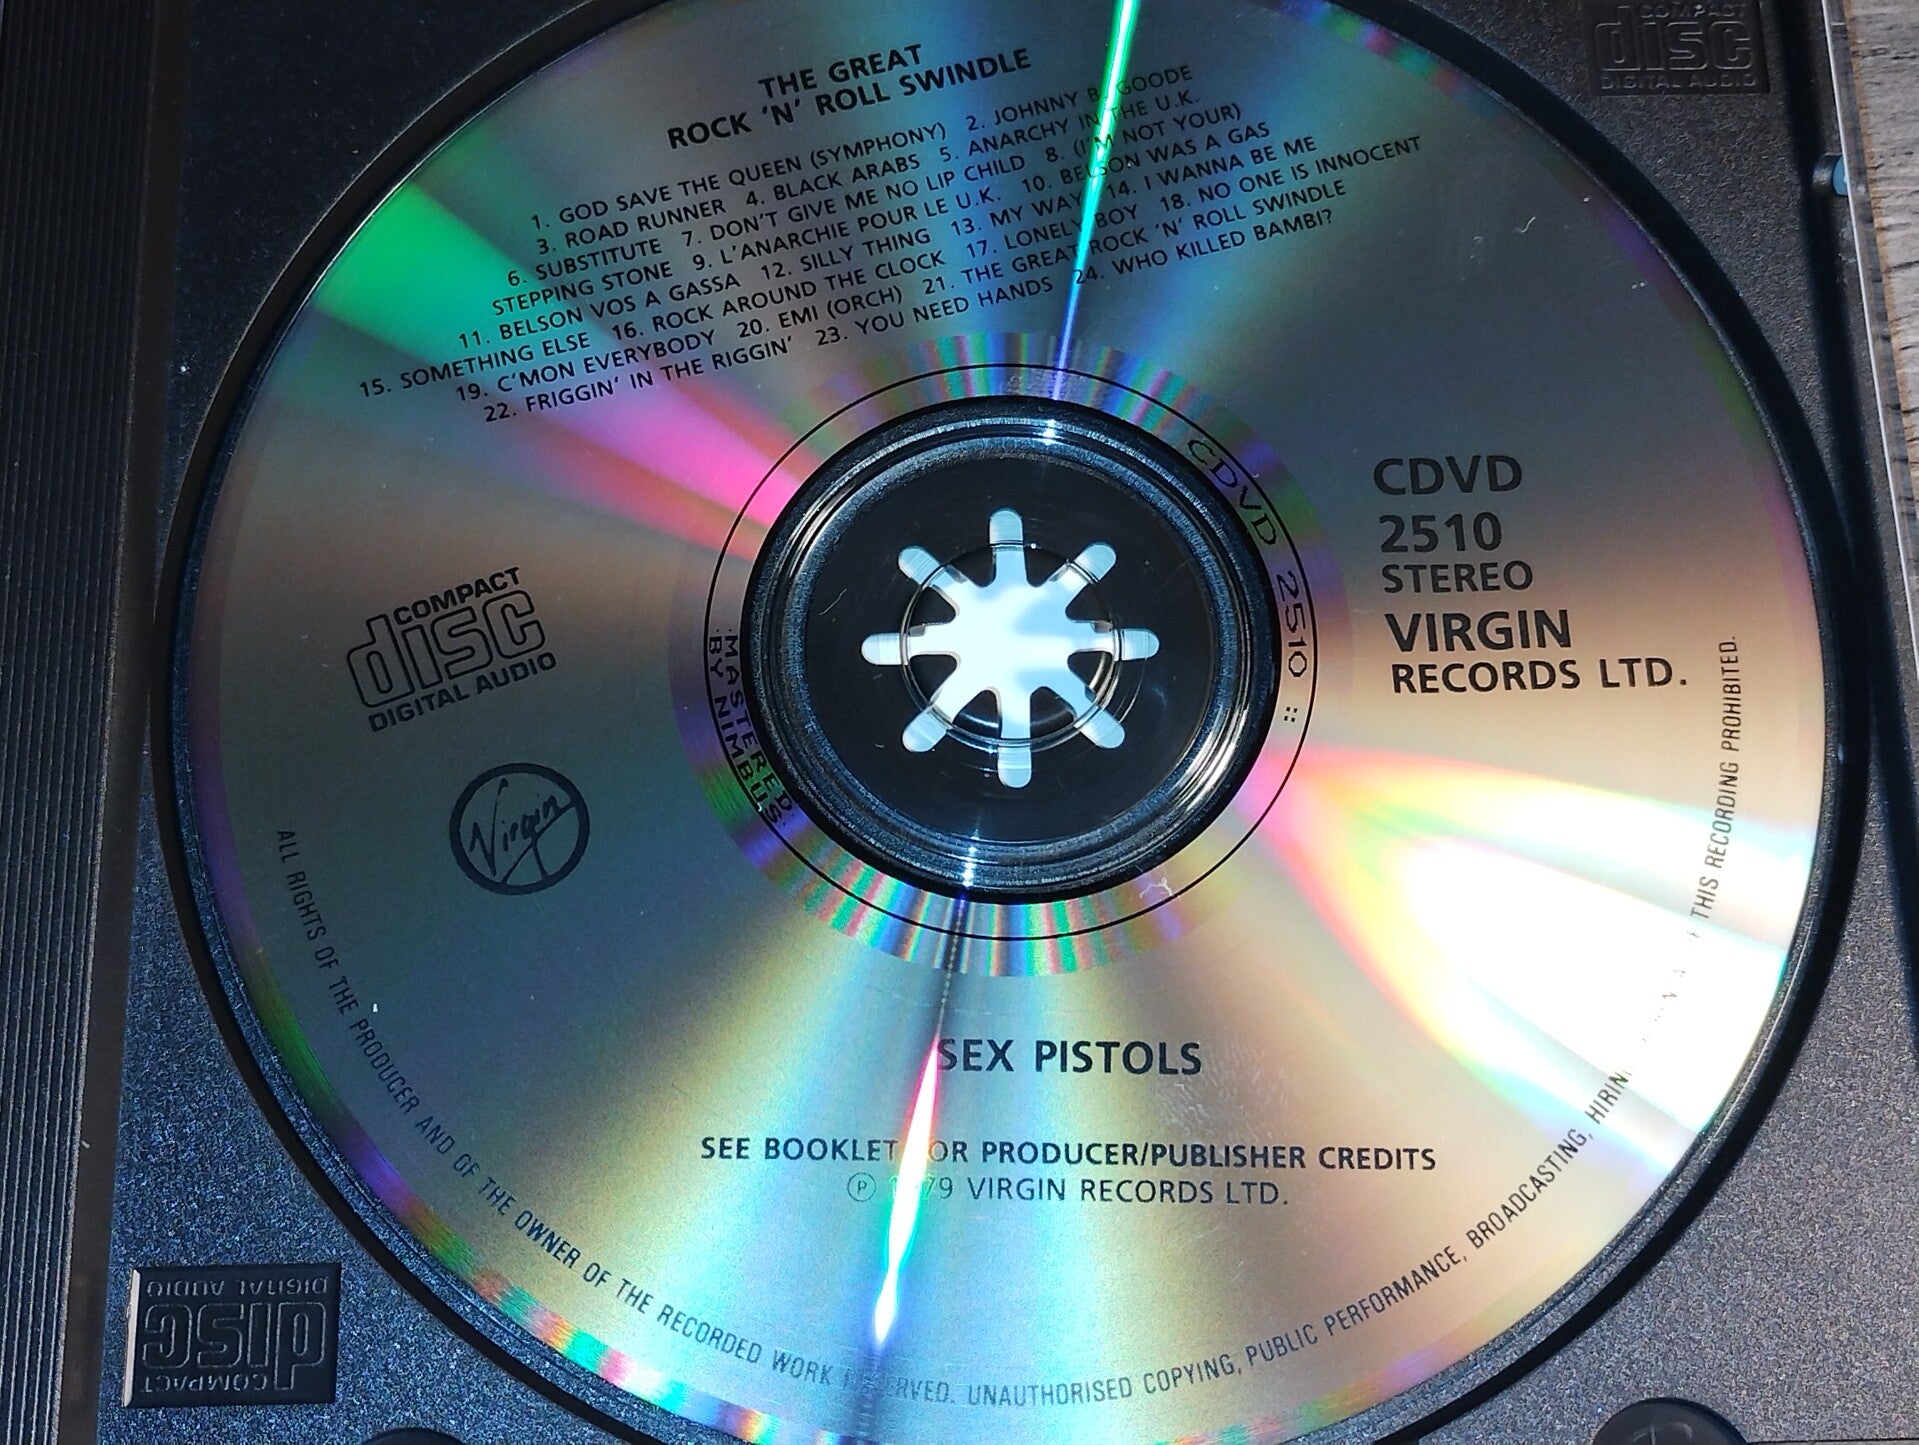 THE GREAT
ROCK 'N' ROLL SWINDLE
1. GOD SAVE THE QUEEN (SYMPHONY) 2. JOHNNY B. GOODE
3. ROAD RUNNER 4. BLACK ARABS 5. ANARCHY IN THE U.K.
6. SUBSTITUTE 7. DON'T GIVE ME NO LIP CHILD 8. (I'M NOT YOUR)
STEPPING STONE 9. L'ANARCHIE POUR LE U.K. 10. BELSON WAS A GAS
11. BELSON VOS A GASSA 12. SILLY THING 13. MY WAY 14. I WANNA BE ME
15. SOMETHING ELSE 16. ROCK AROUND THE CLOCK 17. LONELY BOY 18. NO ONE IS INNOCENT
19. C'MON EVERYBODY 20. EMI (ORCH) 21. THE GREAT ROCK 'N' ROLL SWINDLE
22. FRIGGIN' IN THE RIGGIN' 23. YOU NEED HANDS 24. WHO KILLED BAMBI?
CDVD
2510
STEREO
VIRGIN
RECORDS LTD.
COMPACT
disc
DIGITAL AUDIO
Virgin
CDVD 2510 ::
:MASTERED:
:BY NIMBUS:
SEX PISTOLS
SEE BOOKLET OR PRODUCER/PUBLISHER CREDITS
℗ 79 VIRGIN RECORDS LTD.
ALL RIGHTS OF THE PRODUCER AND OF THE OWNER OF THE RECORDED WORK RESERVED. UNAUTHORISED COPYING, PUBLIC PERFORMANCE, BROADCASTING, THIS RECORDING PROHIBITED.
COMPACT
disc
DIGITAL AUDIO
COMPACT
disc
DIGITAL AUDIO